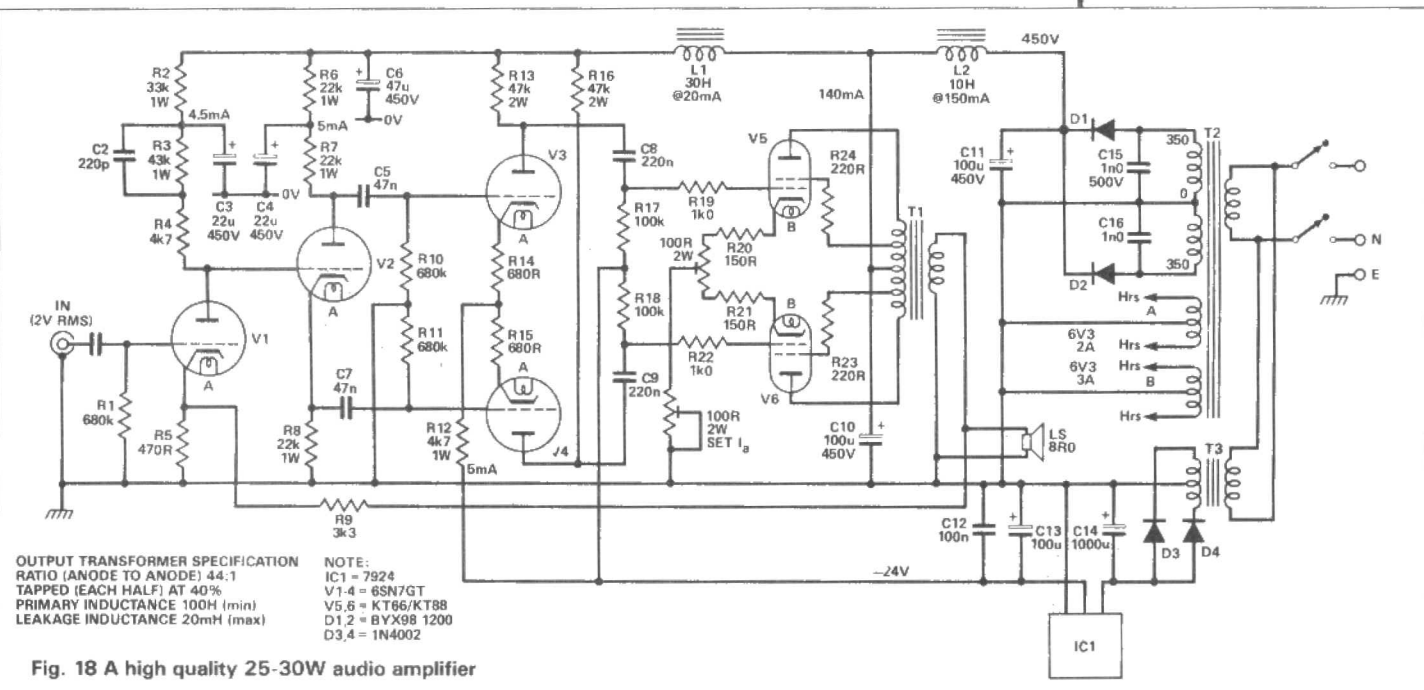 R2
33k
1W
4.5mA
C2
220p
R3
43k
1W
R4
4k7
C3
22u
450V
C4
22u
450V
0V
R6
22k
1W
5mA
R7
22k
1W
+
C6
47u
450V
0V
C5
47n
R13
47k
2W
R16
47k
2W
V3
A
C8
220n
L1
30H
@20mA
140mA
L2
10H
@150mA
450V
IN
(2V RMS)
R1
680k
V1
A
R5
470R
V2
A
R8
22k
1W
C7
47n
R10
680k
R11
680k
R14
680R
R15
680R
A
V4
R12
4k7
1W
5mA
R17
100k
R18
100k
C9
220n
R19
1k0
R22
1k0
100R
2W
R20
150R
R21
150R
100R
2W
SET Ia
V5
B
B
V6
R24
220R
R23
220R
T1
C10
100u
450V
+
C11
100u
450V
+
D1
D2
C15
1n0
500V
C16
1n0
350
0
350
T2
Hrs
A
6V3
2A
Hrs
Hrs
6V3
3A
B
Hrs
N
E
LS
8R0
T3
R9
3k3
C12
100n
C13
100u
+
C14
1000u
+
D3
D4
–24V
IC1
OUTPUT TRANSFORMER SPECIFICATION
RATIO (ANODE TO ANODE) 44:1
TAPPED (EACH HALF) AT 40%
PRIMARY INDUCTANCE 100H (min)
LEAKAGE INDUCTANCE 20mH (max)
NOTE:
IC1 = 7924
V1-4 = 6SN7GT
V5,6 = KT66/KT88
D1,2 = BYX98 1200
D3,4 = 1N4002
Fig. 18 A high quality 25-30W audio amplifier